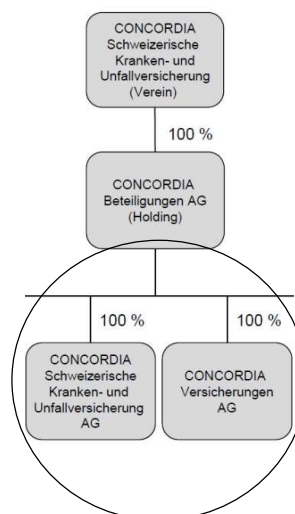 CONCORDIA
Schweizerische
Kranken- und
Unfallversicherung
(Verein)
100 %
CONCORDIA
Beteiligungen AG
(Holding)
100 %
100 %
CONCORDIA
Schweizerische
Kranken- und
Unfallversicherung
AG
CONCORDIA
Versicherungen
AG